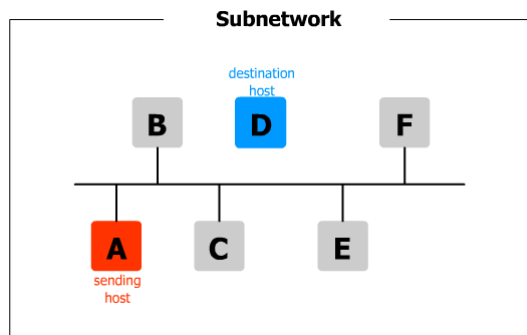 Subnetwork
destination
host
B
D
F
A
C
E
sending
host